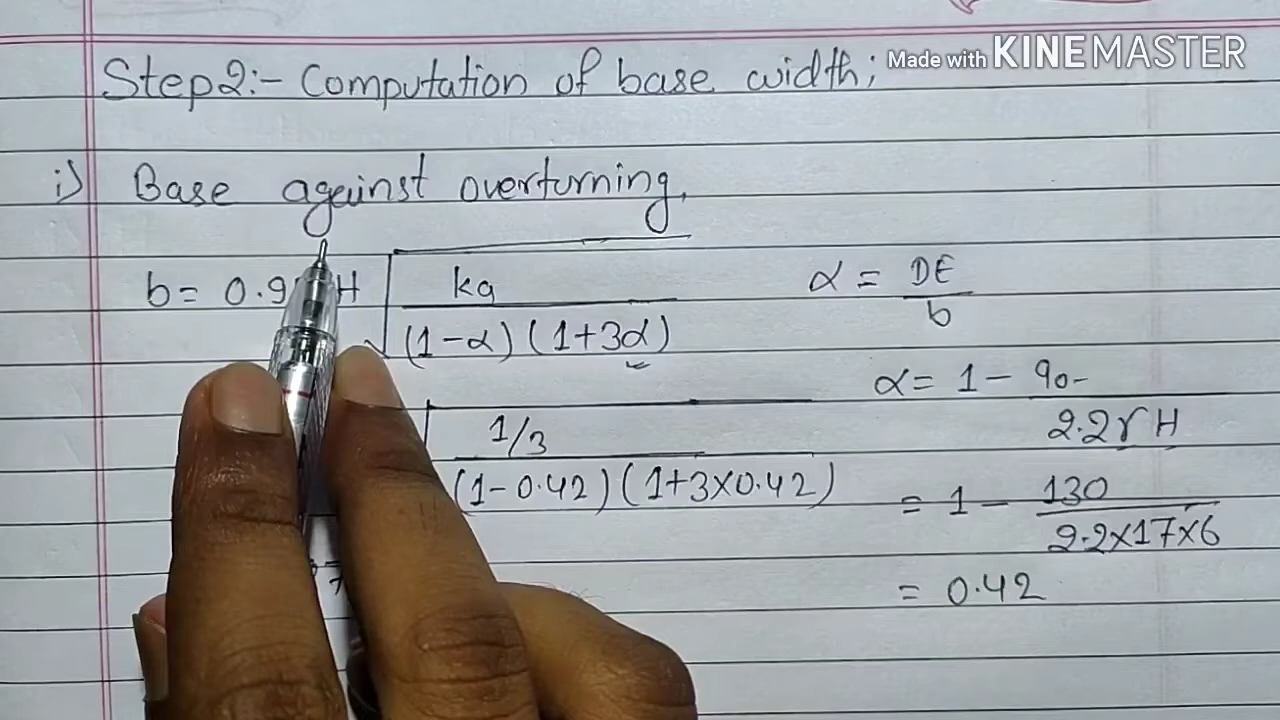 Made with KINEMASTER
Step 2:- Computation of base width;
i) Base against overturning.
b = 0.9 H √ ka / (1-α) (1+3α)
α = DE / b
α = 1 - q0- / 2.2γH
1/3 / (1-0.42) (1+3×0.42)
= 1 - 130 / 2.2×17×6
= 0.42